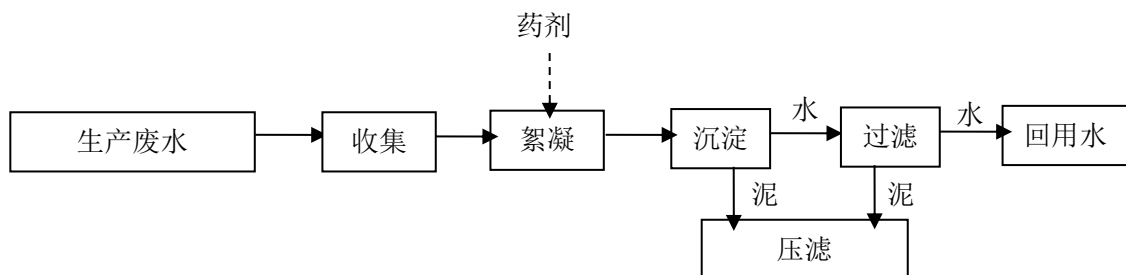 药剂
生产废水
收集
絮凝
沉淀
水
过滤
水
回用水
泥
泥
压滤